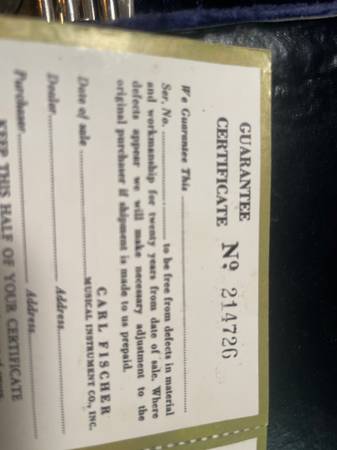 GUARANTEE
CERTIFICATE Nº 214726
We Guarantee This
Ser. No. to be free from defects in material
and workmanship for twenty years from date of sale. Where
defects appear we will make necessary adjustment to the
original purchaser if shipment is made to us prepaid.
CARL FISCHER
MUSICAL INSTRUMENT CO., INC.
Date of sale
Dealer Address
Purchaser Address
KEEP THIS HALF OF YOUR CERTIFICATE